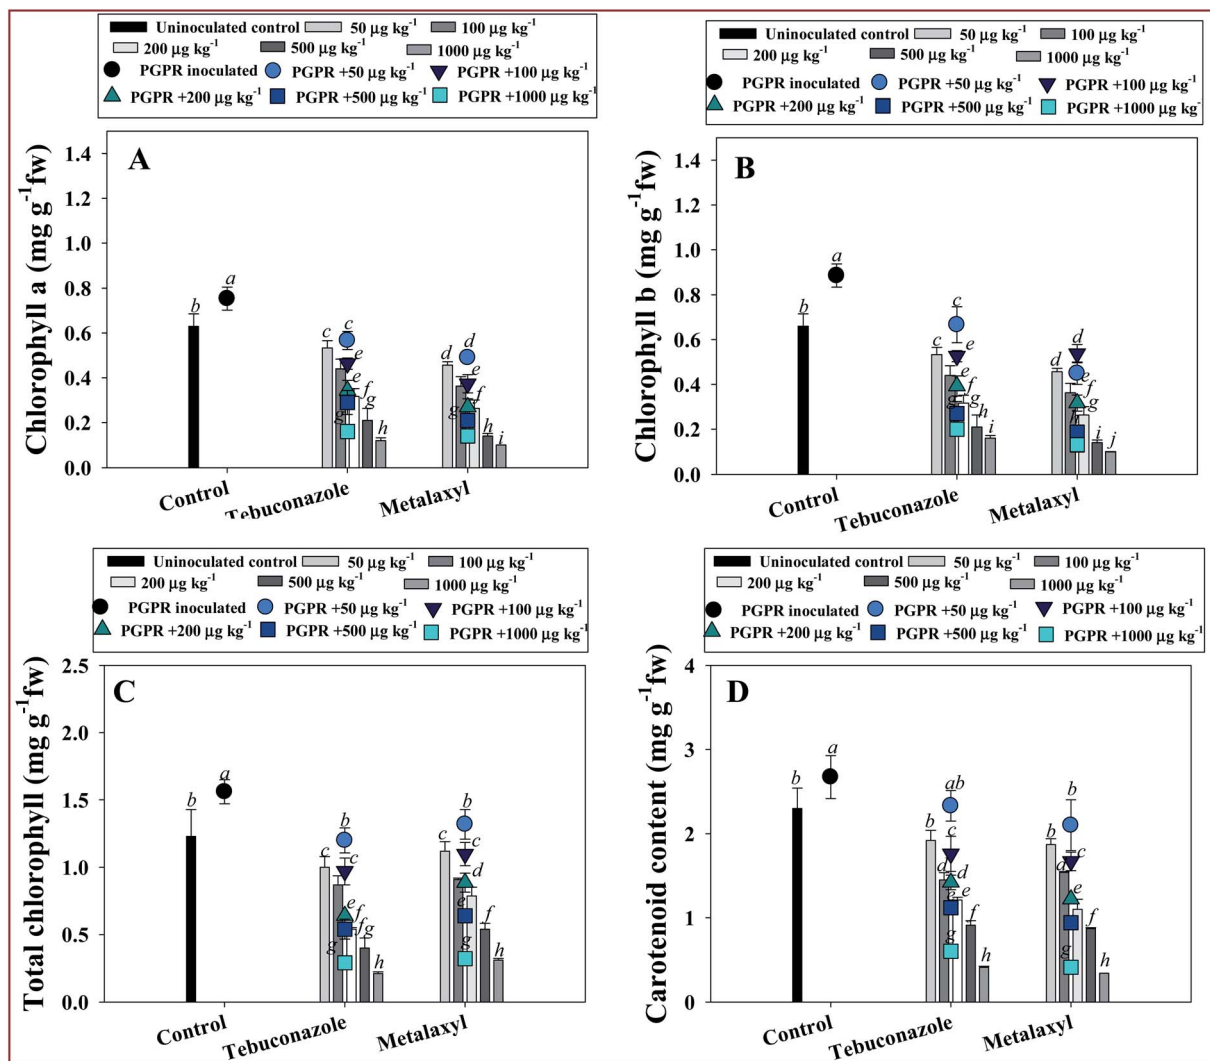 Uninoculated control 50 µg kg-1 100 µg kg-1
200 µg kg-1 500 µg kg-1 1000 µg kg-1
PGPR inoculated PGPR +50 µg kg-1 PGPR +100 µg kg-1
PGPR +200 µg kg-1 PGPR +500 µg kg-1 PGPR +1000 µg kg-1
A
Chlorophyll a (mg g-1fw)
1.4
1.2
1.0
0.8
0.6
0.4
0.2
0.0
b a
c c e f g g h
d d e f g h i
Control Tebuconazole Metalaxyl
Uninoculated control 50 µg kg-1 100 µg kg-1
200 µg kg-1 500 µg kg-1 1000 µg kg-1
PGPR inoculated PGPR +50 µg kg-1 PGPR +100 µg kg-1
PGPR +200 µg kg-1 PGPR +500 µg kg-1 PGPR +1000 µg kg-
B
Chlorophyll b (mg g-1fw)
1.4
1.2
1.0
0.8
0.6
0.4
0.2
0.0
b a
c c e e f g g h i
d d e f g h i j
Control Tebuconazole Metalaxyl
Uninoculated control 50 µg kg-1 100 µg kg-1
200 µg kg-1 500 µg kg-1 1000 µg kg-1
PGPR inoculated PGPR +50 µg kg-1 PGPR +100 µg kg-1
PGPR +200 µg kg-1 PGPR +500 µg kg-1 PGPR +1000 µg kg-1
C
Total chlorophyll (mg g-1fw)
2.5
2.0
1.5
1.0
0.5
0.0
b a
c b c e f fg g h
c b c d e f g h
Control Tebuconazole Metalaxyl
Uninoculated control 50 µg kg-1 100 µg kg-1
200 µg kg-1 500 µg kg-1 1000 µg kg-1
PGPR inoculated PGPR +50 µg kg-1 PGPR +100 µg kg-1
PGPR +200 µg kg-1 PGPR +500 µg kg-1 PGPR +1000 µg kg-1
D
Carotenoid content (mg g-1fw)
4
3
2
1
0
b a
b ab c d d e f g h
b b c d e f g h
Control Tebuconazole Metalaxyl